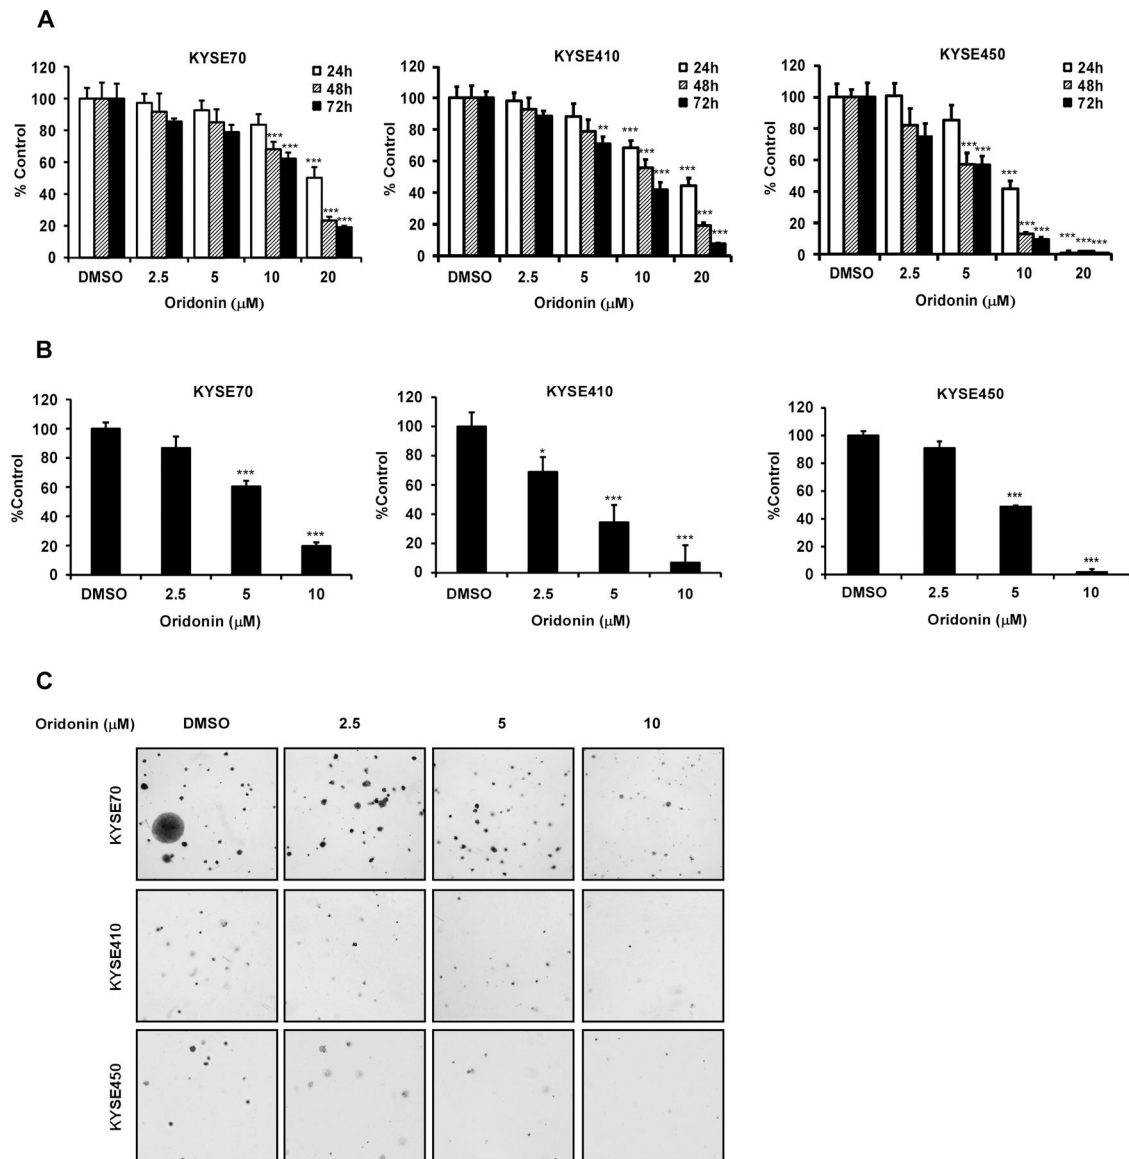 A
KYSE70
120
100
80
60
40
20
0
% Control
24h
48h
72h
*** *** *** *** ***
DMSO 2.5 5 10 20
Oridonin (μM)
KYSE410
120
100
80
60
40
20
0
% Control
24h
48h
72h
** *** *** *** *** *** ***
DMSO 2.5 5 10 20
Oridonin (μM)
KYSE450
120
100
80
60
40
20
0
% Control
24h
48h
72h
*** *** *** *** *** *** *** ***
DMSO 2.5 5 10 20
Oridonin (μM)
B
KYSE70
120
100
80
60
40
20
0
%Control
*** ***
DMSO 2.5 5 10
Oridonin (μM)
KYSE410
120
100
80
60
40
20
0
%Control
* *** ***
DMSO 2.5 5 10
Oridonin (μM)
KYSE450
120
100
80
60
40
20
0
%Control
*** ***
DMSO 2.5 5 10
Oridonin (μM)
C
Oridonin (μM) DMSO 2.5 5 10
KYSE70
KYSE410
KYSE450